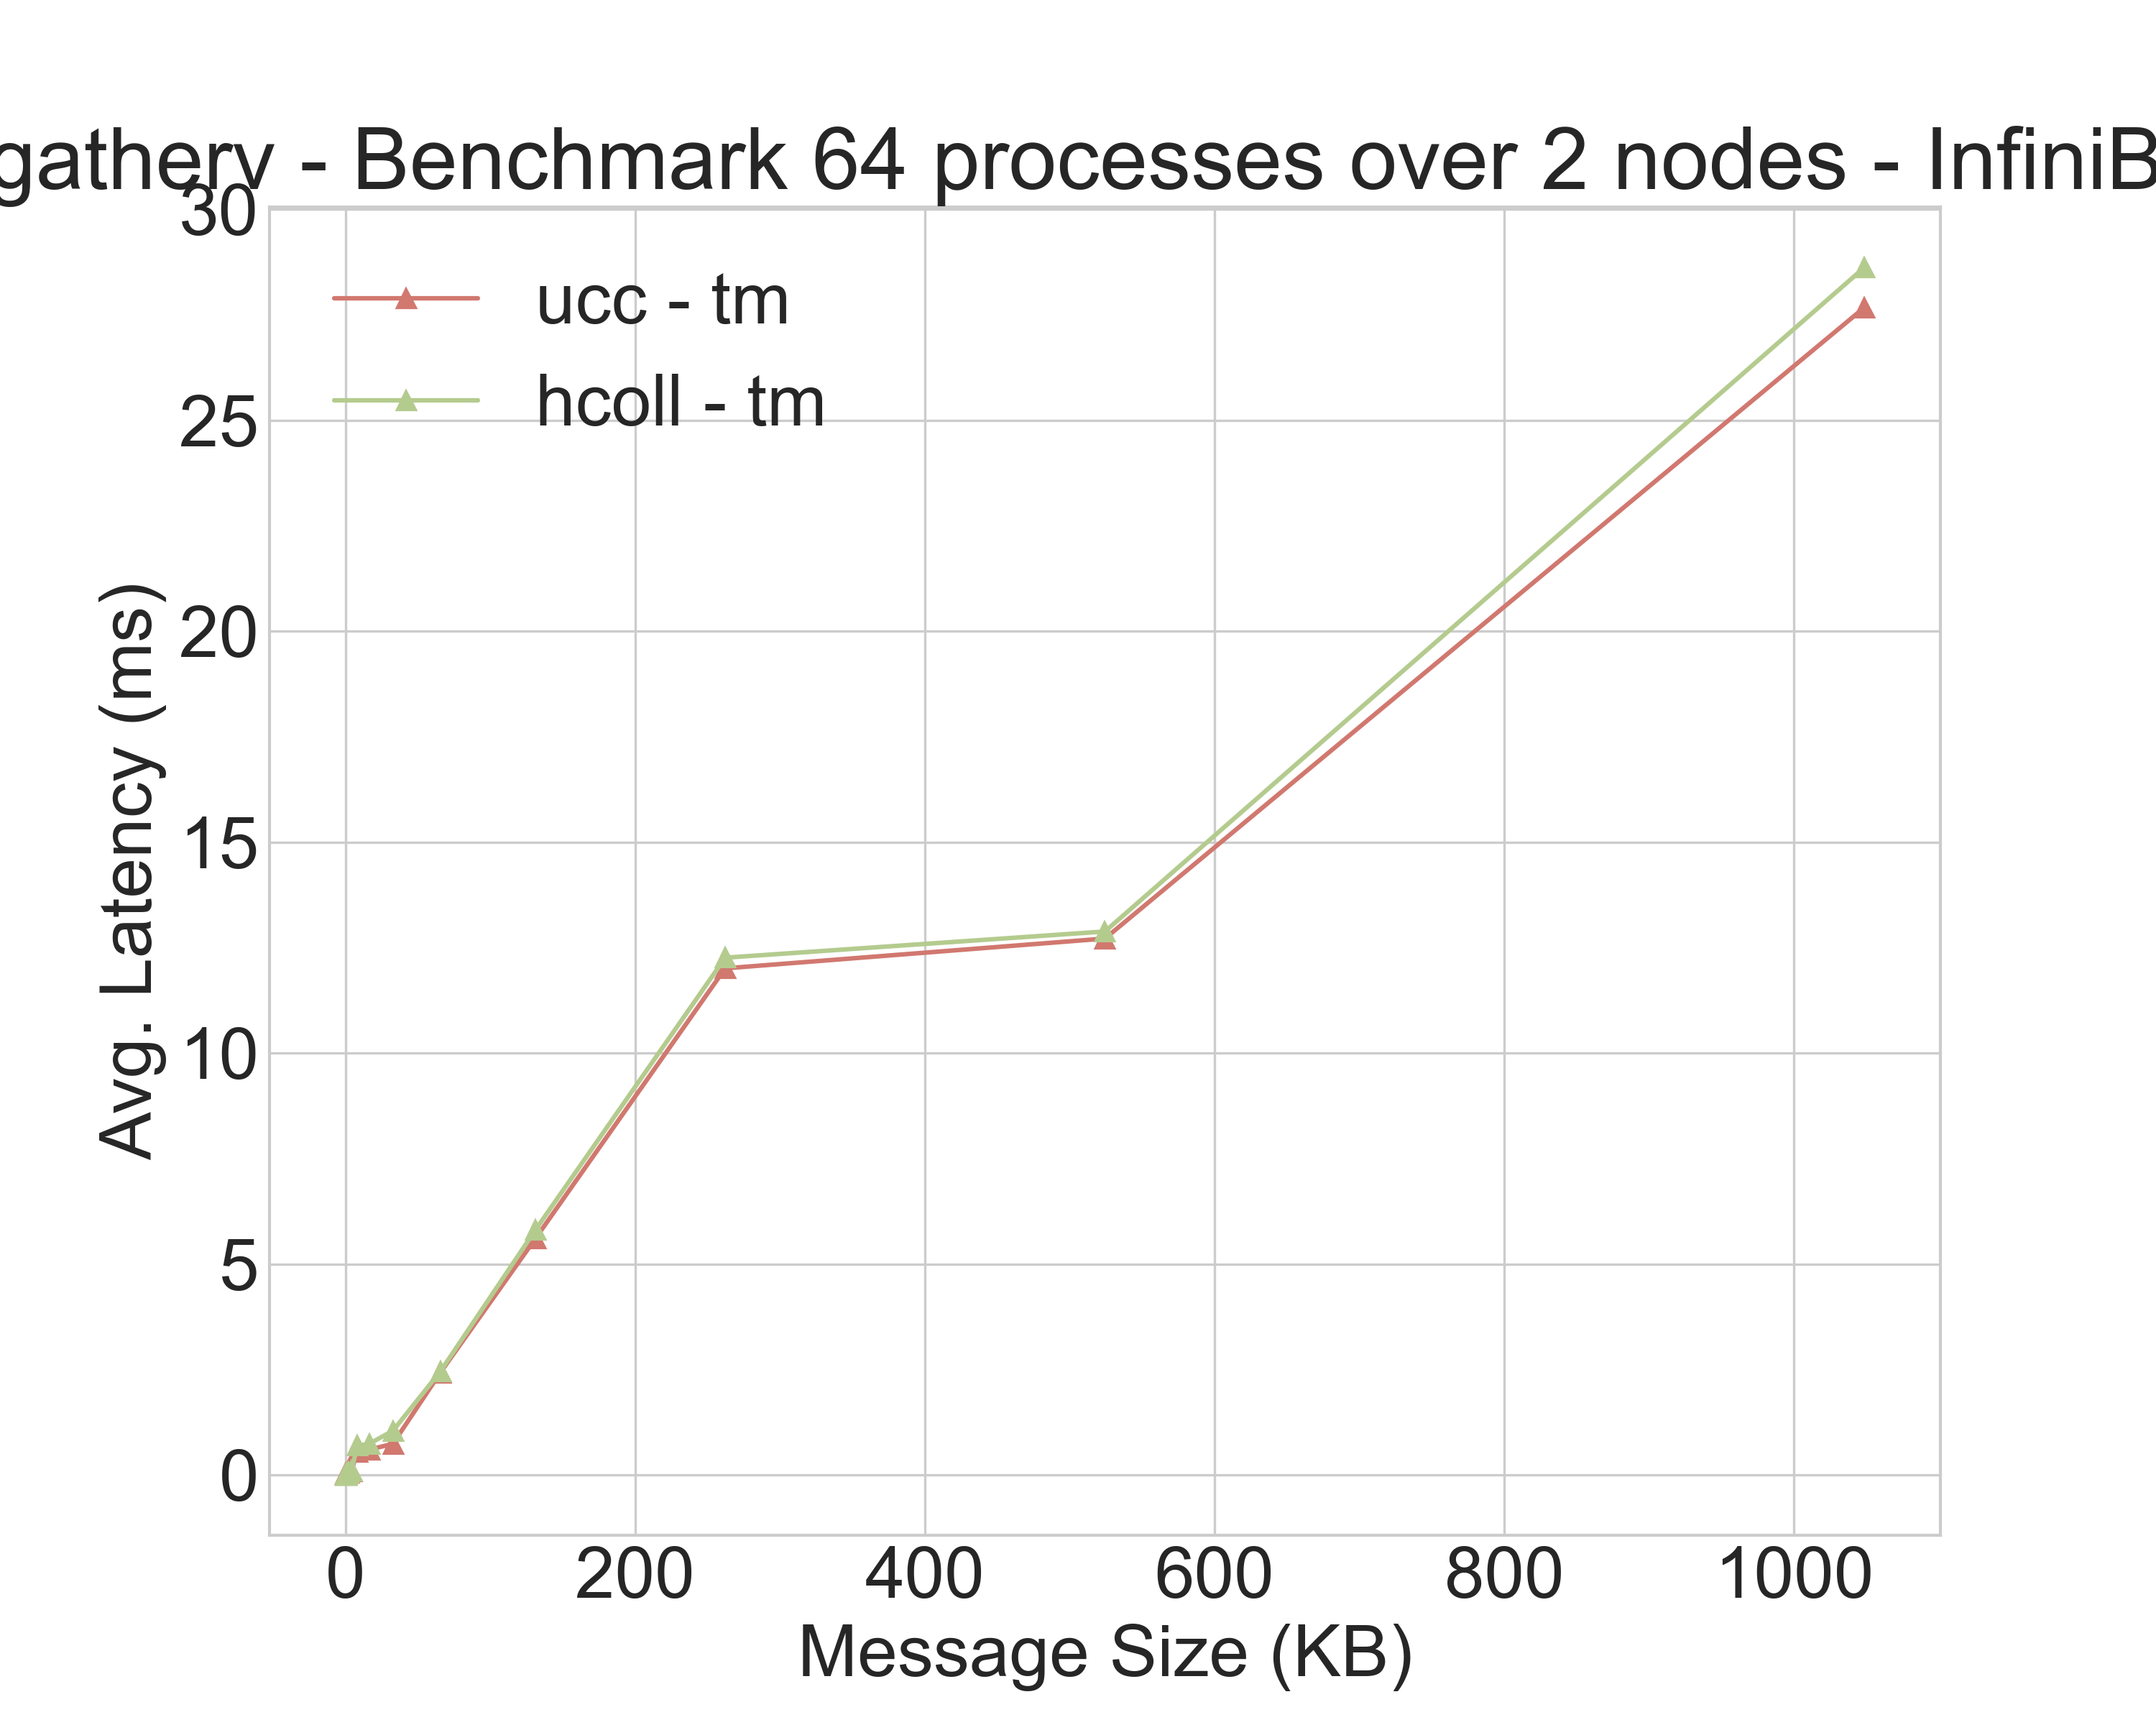 gatherv - Benchmark 64 processes over 2 nodes - InfiniB
30
25
20
15
10
5
0
Avg. Latency (ms)
ucc - tm
hcoll - tm
0 200 400 600 800 1000
Message Size (KB)